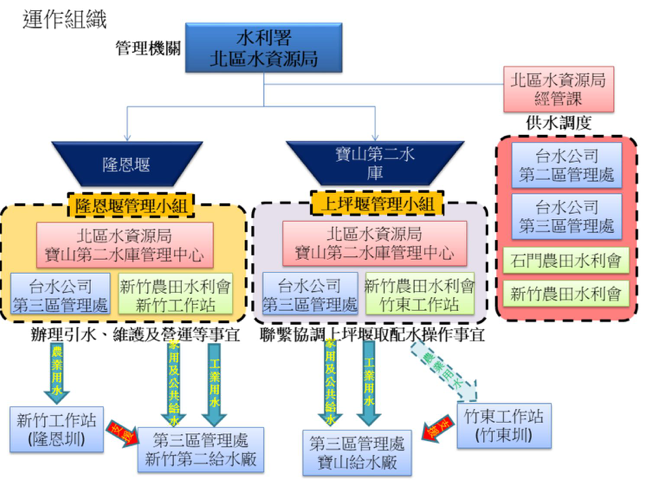 運作組織
水利署
北區水資源局
管理機關
北區水資源局
經管課
供水調度
台水公司
第二區管理處
台水公司
第三區管理處
石門農田水利會
新竹農田水利會
隆恩堰
寶山第二水
庫
隆恩堰管理小組
北區水資源局
寶山第二水庫管理中心
台水公司
第三區管理處
新竹農田水利會
新竹工作站
辦理引水、維護及營運等事宜
上坪堰管理小組
北區水資源局
寶山第二水庫管理中心
台水公司
第三區管理處
新竹農田水利會
竹東工作站
聯繫協調上坪堰取配水操作事宜
農業用水
家用及公共給水
工業用水
家用及公共給水
工業用水
農業用水
新竹工作站
(隆恩圳)
支援
第三區管理處
新竹第二給水廠
第三區管理處
寶山給水廠
支援
竹東工作站
(竹東圳)